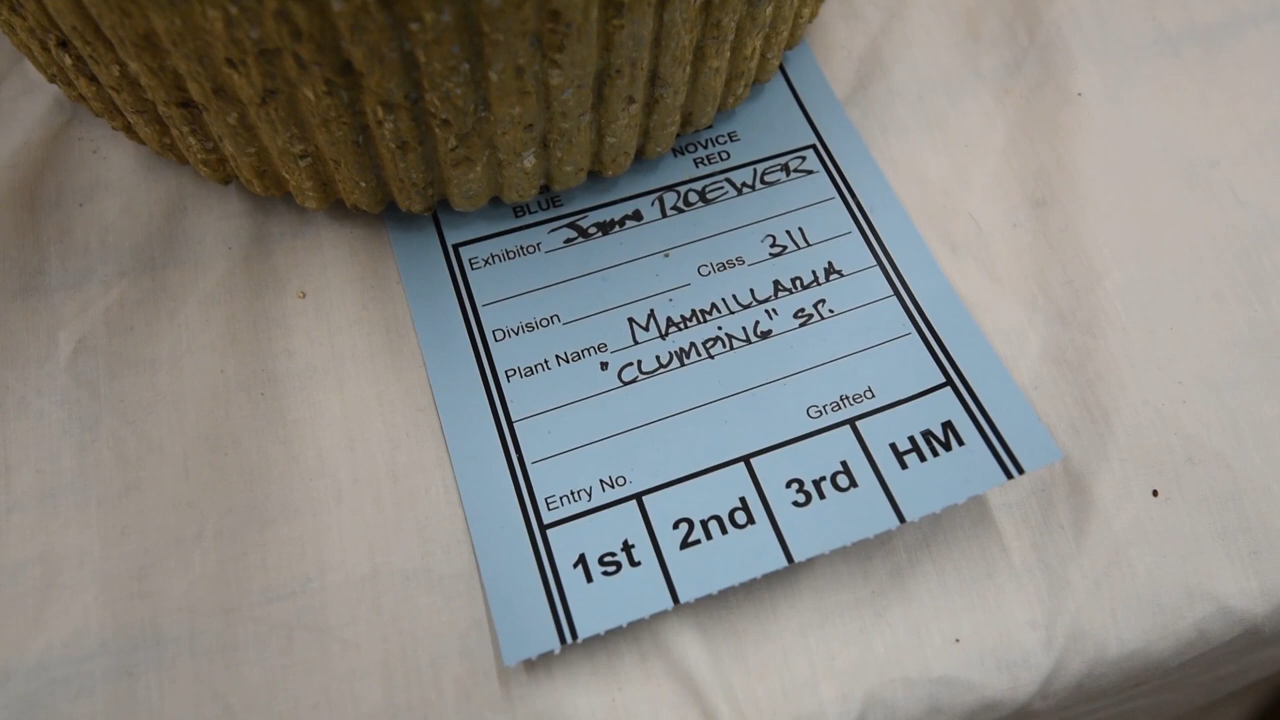 NOVICE
RED
BLUE
Exhibitor JOHN ROEWER
Division Class 311
Plant Name MAMMILLARIA
"CLUMPING" SP.
Grafted
Entry No.
1st 2nd 3rd HM